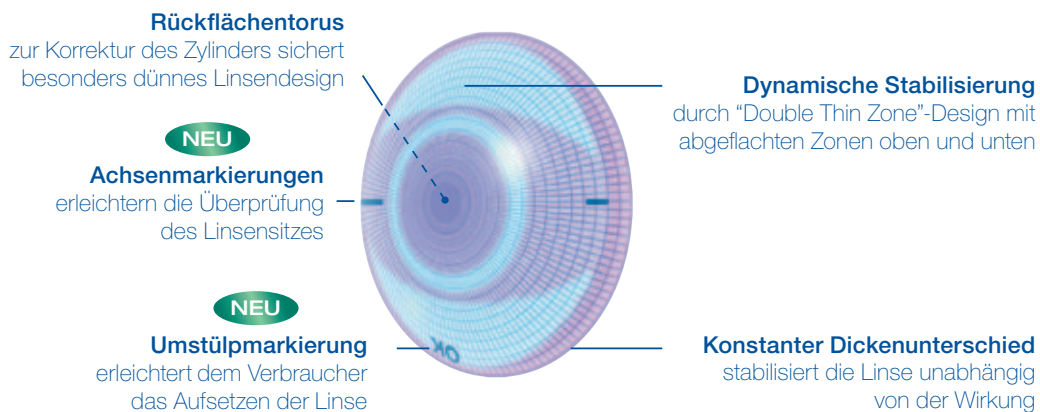 Rückflächentorus
zur Korrektur des Zylinders sichert
besonders dünnes Linsendesign
NEU
Achsenmarkierungen
erleichtern die Überprüfung
des Linsensitzes
NEU
Umstülpmarkierung
erleichtert dem Verbraucher
das Aufsetzen der Linse
OK
Dynamische Stabilisierung
durch “Double Thin Zone”-Design mit
abgeflachten Zonen oben und unten
Konstanter Dickenunterschied
stabilisiert die Linse unabhängig
von der Wirkung